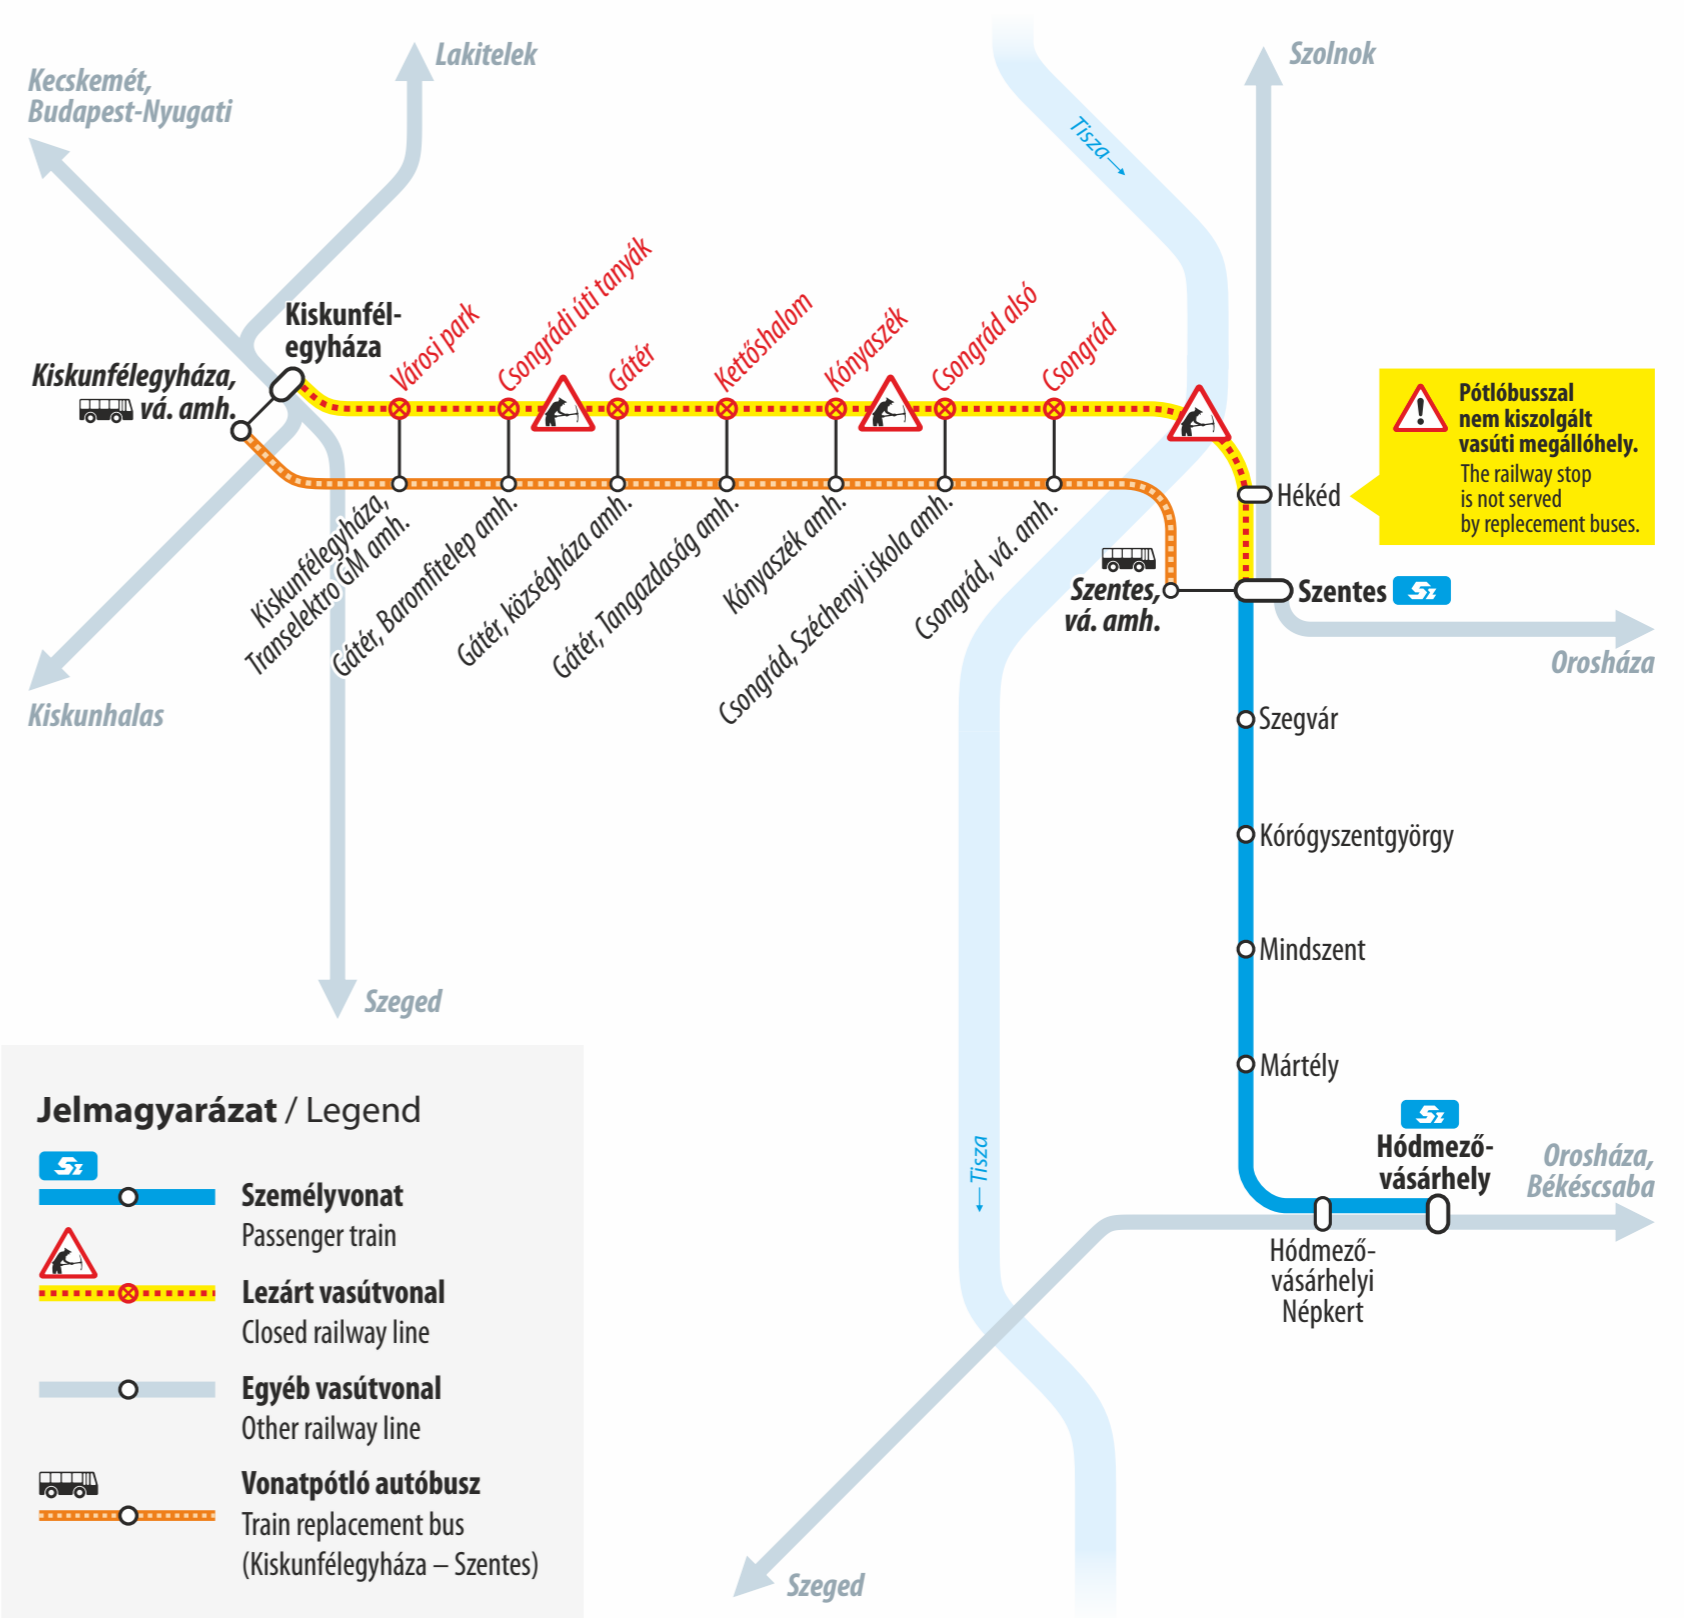 Lakitelek
Szolnok
Kecskemét,
Budapest-Nyugati
Tisza
Kiskunfél-
egyháza
Kiskunfélegyháza,
vá. amh.
Városi park
Csongrádi úti tanyák
Gátér
Kettőshalom
Kónyaszék
Csongrád alsó
Csongrád
Pótlóbusszal
nem kiszolgált
vasúti megállóhely.
The railway stop
is not served
by replecement buses.
Hékéd
Kiskunfélegyháza,
Transelektro GM amh.
Gátér, Baromfitelep amh.
Gátér, községháza amh.
Gátér, Tangazdaság amh.
Kónyaszék amh.
Csongrád, Széchenyi iskola amh.
Csongrád, vá. amh.
Szentes,
vá. amh.
Szentes Sz
Orosháza
Kiskunhalas
Szegvár
Kórógyszentgyörgy
Mindszent
Szeged
Mártély
Sz
Hódmező-
vásárhely
Orosháza,
Békéscsaba
Tisza
Hódmező-
vásárhelyi
Népkert
Szeged
Jelmagyarázat / Legend
Sz
Személyvonat
Passenger train
Lezárt vasútvonal
Closed railway line
Egyéb vasútvonal
Other railway line
Vonatpótló autóbusz
Train replacement bus
(Kiskunfélegyháza – Szentes)